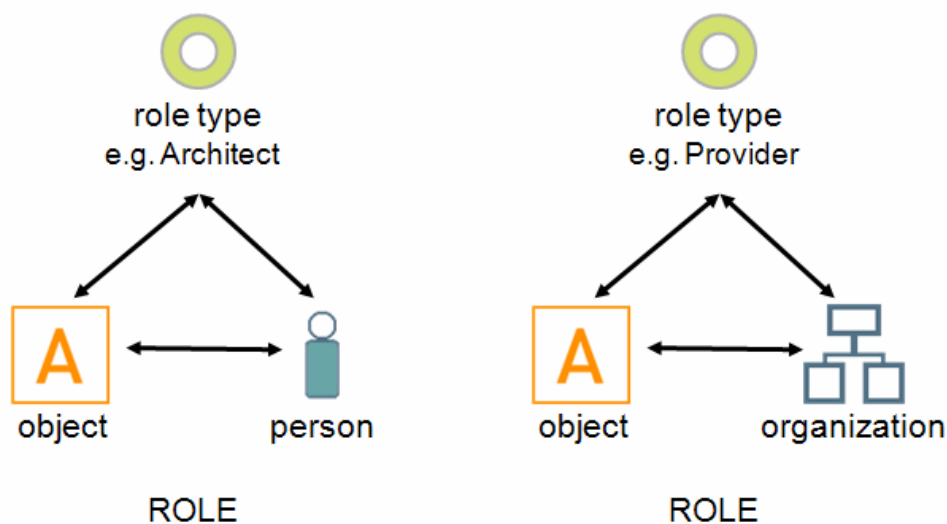 role type
e.g. Architect
A
object
person
ROLE
role type
e.g. Provider
A
object
organization
ROLE